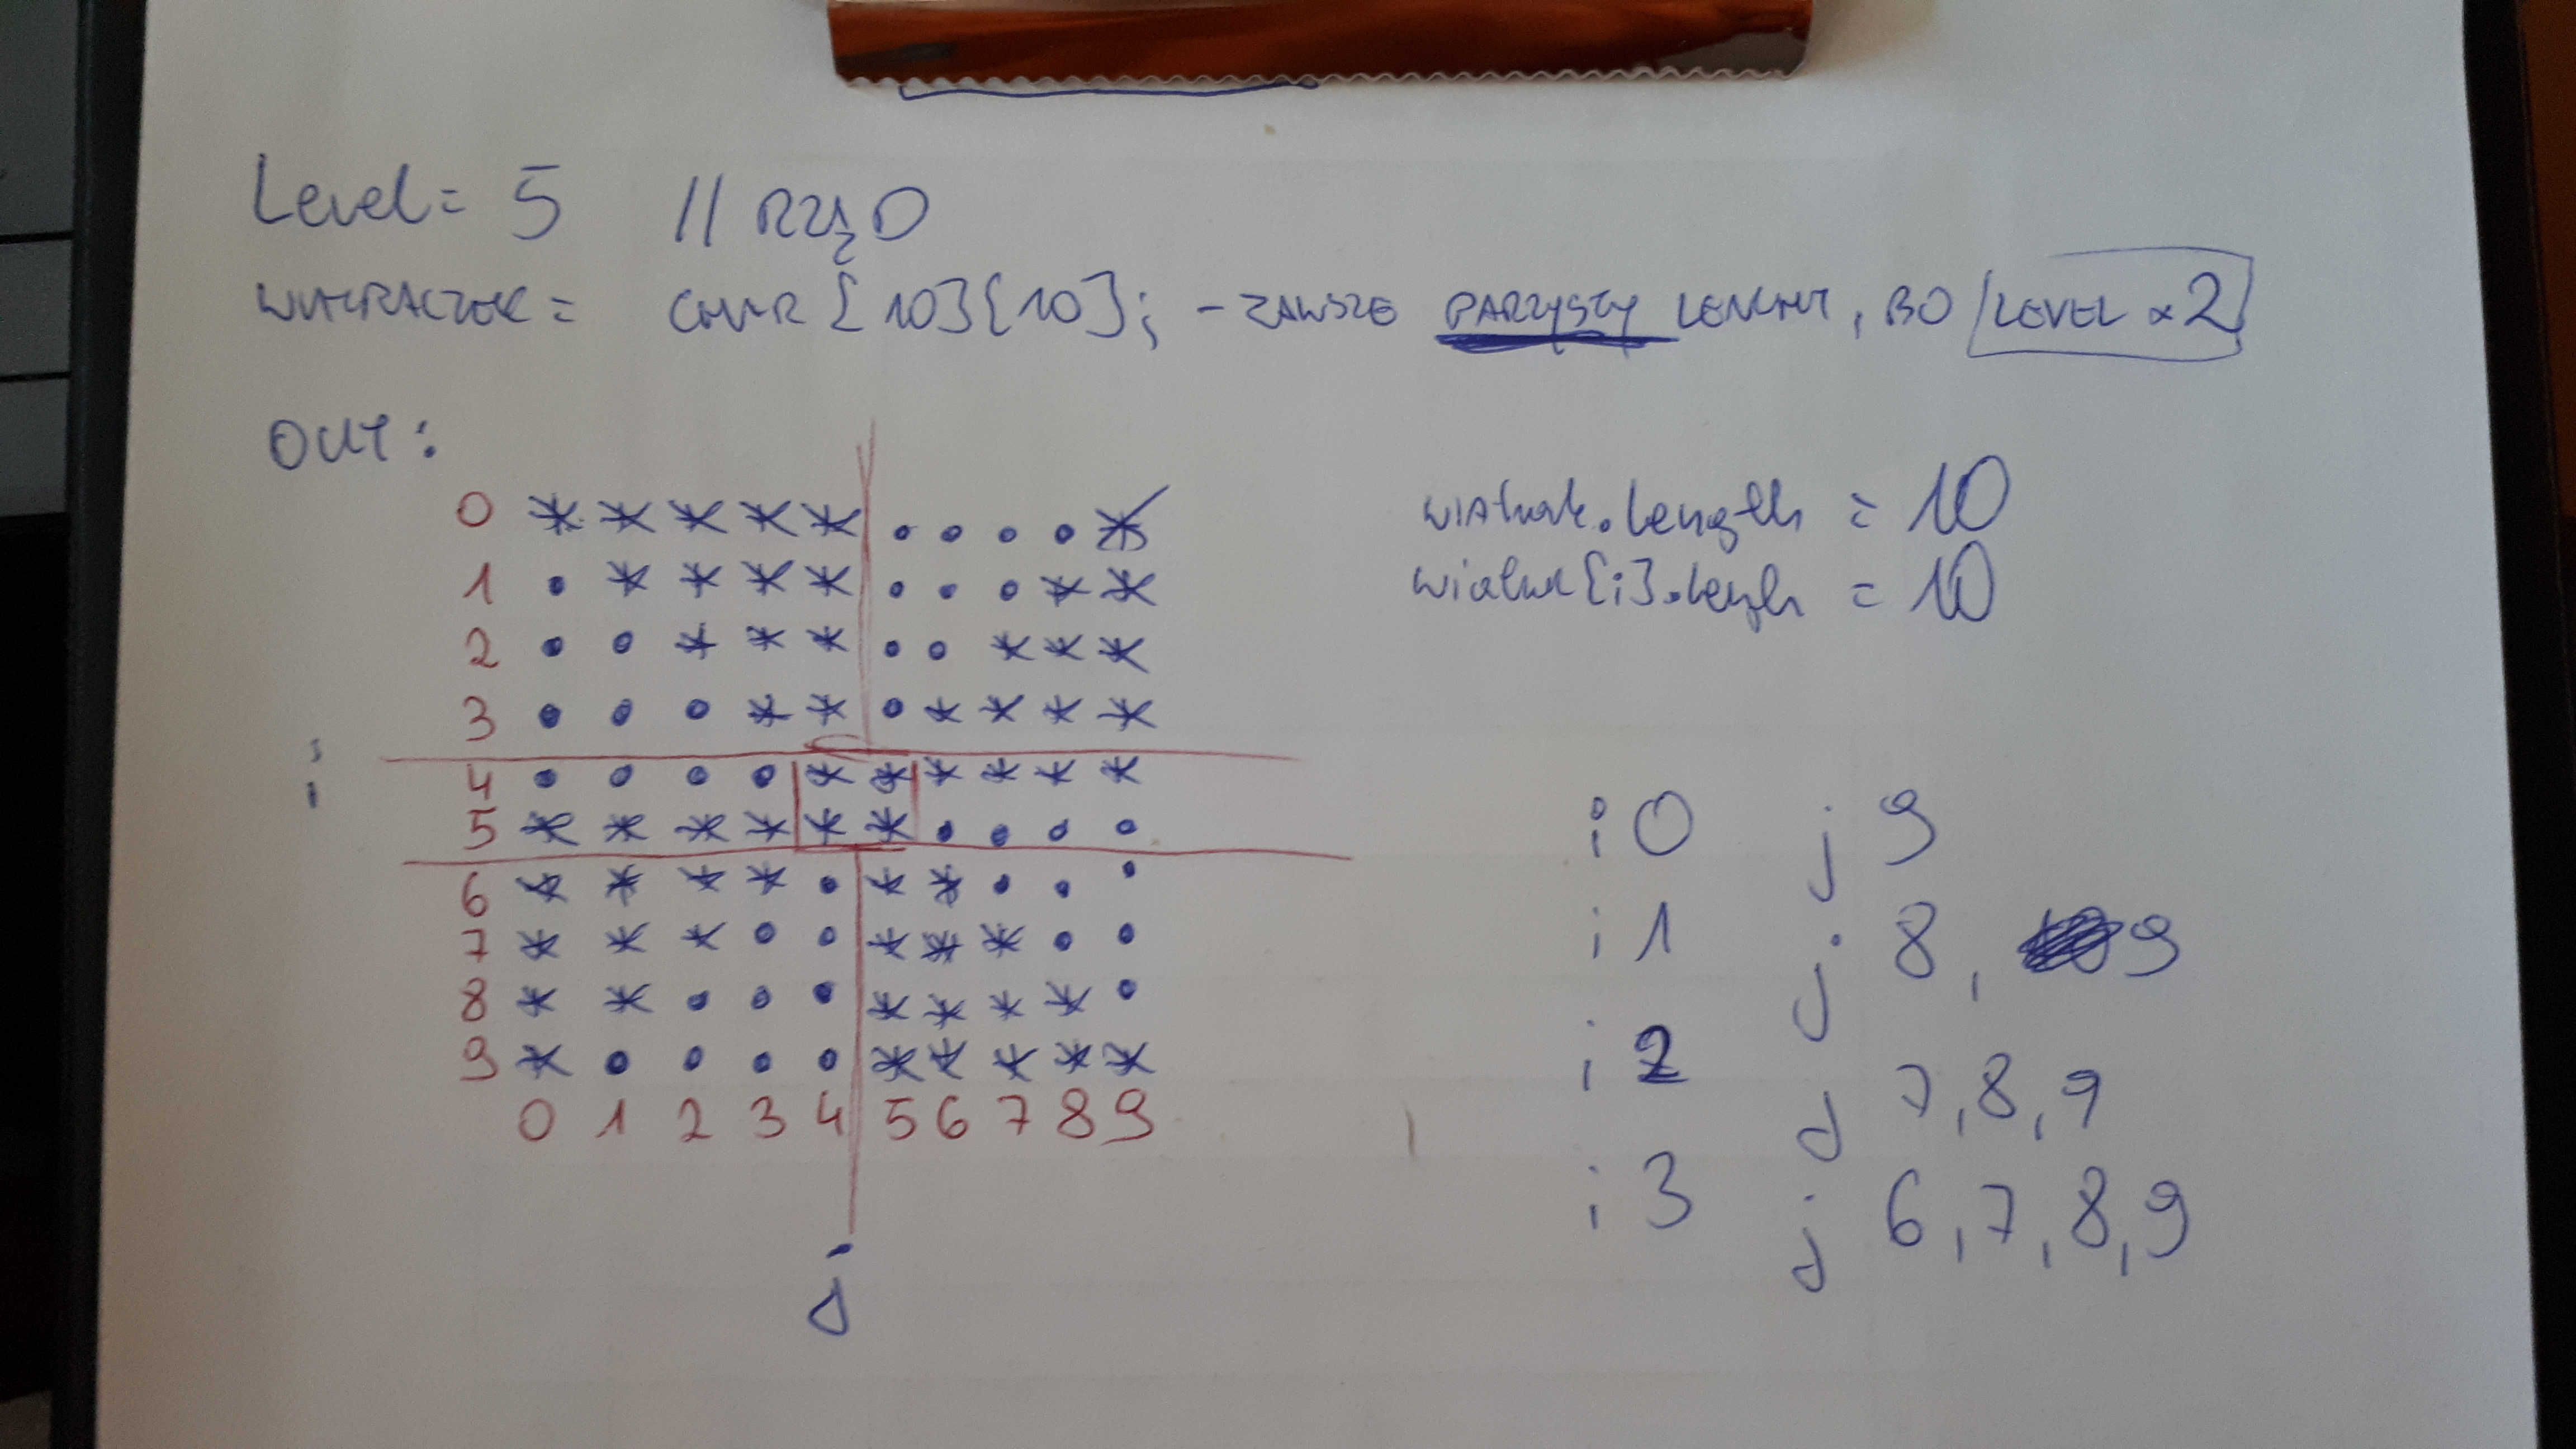 Level = 5 // RZĄD
WIATRACZEK = CHAR [10][10]; - ZAWSZE PARZYSTY LENGHT, BO LEVEL x 2
OUT:
wiatrak.length = 10
wiatrak[i].length = 10
0 * * * * * . . . . *
1 . * * * * . . . * *
2 . . * * * . . * * *
3 . . . * * . * * * *
i
4 . . . . * * * * * *
5 * * * * * * . . . .
6 * * * * . * * . . .
7 * * * . . * * * . .
8 * * . . . * * * * .
9 * . . . . * * * * *
0 1 2 3 4 5 6 7 8 9
j
i 0 j 9
i 1 j 8, 9
i 2 j 7, 8, 9
i 3 j 6, 7, 8, 9